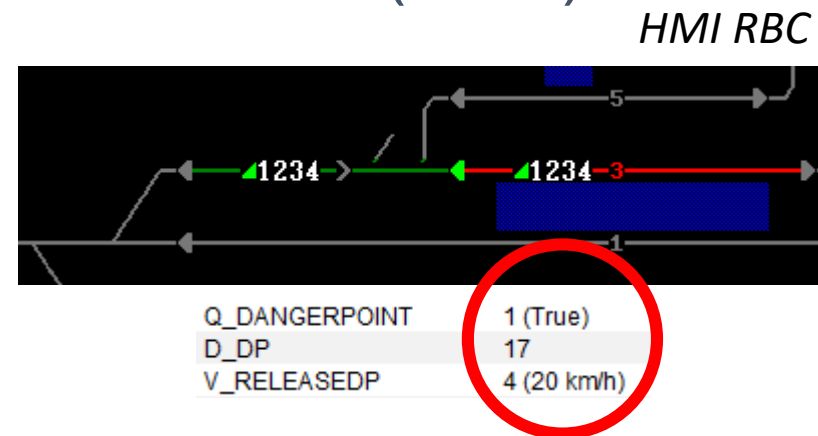 HMI RBC
5
1234 1234 3
1
Q_DANGERPOINT 1 (True)
D_DP 17
V_RELEASEDP 4 (20 km/h)